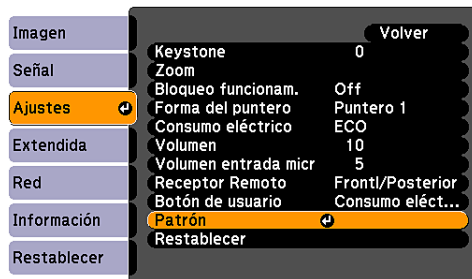 Imagen
Señal
Ajustes
Extendida
Red
Información
Restablecer
Volver
Keystone 0
Zoom
Bloqueo funcionam. Off
Forma del puntero Puntero 1
Consumo eléctrico ECO
Volumen 10
Volumen entrada micr 5
Receptor Remoto Frontl/Posterior
Botón de usuario Consumo eléct...
Patrón
Restablecer